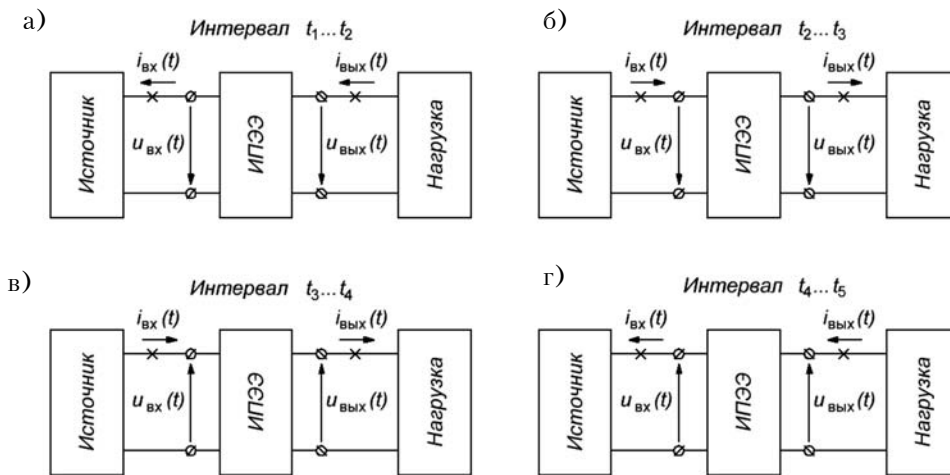 а)
Интервал t₁...t₂
iвх(t)
iвых(t)
Источник
uвх(t)
ИПЭЭ
uвых(t)
Нагрузка
б)
Интервал t₂...t₃
iвх(t)
iвых(t)
Источник
uвх(t)
ИПЭЭ
uвых(t)
Нагрузка
в)
Интервал t₃...t₄
iвх(t)
iвых(t)
Источник
uвх(t)
ИПЭЭ
uвых(t)
Нагрузка
г)
Интервал t₄...t₅
iвх(t)
iвых(t)
Источник
uвх(t)
ИПЭЭ
uвых(t)
Нагрузка